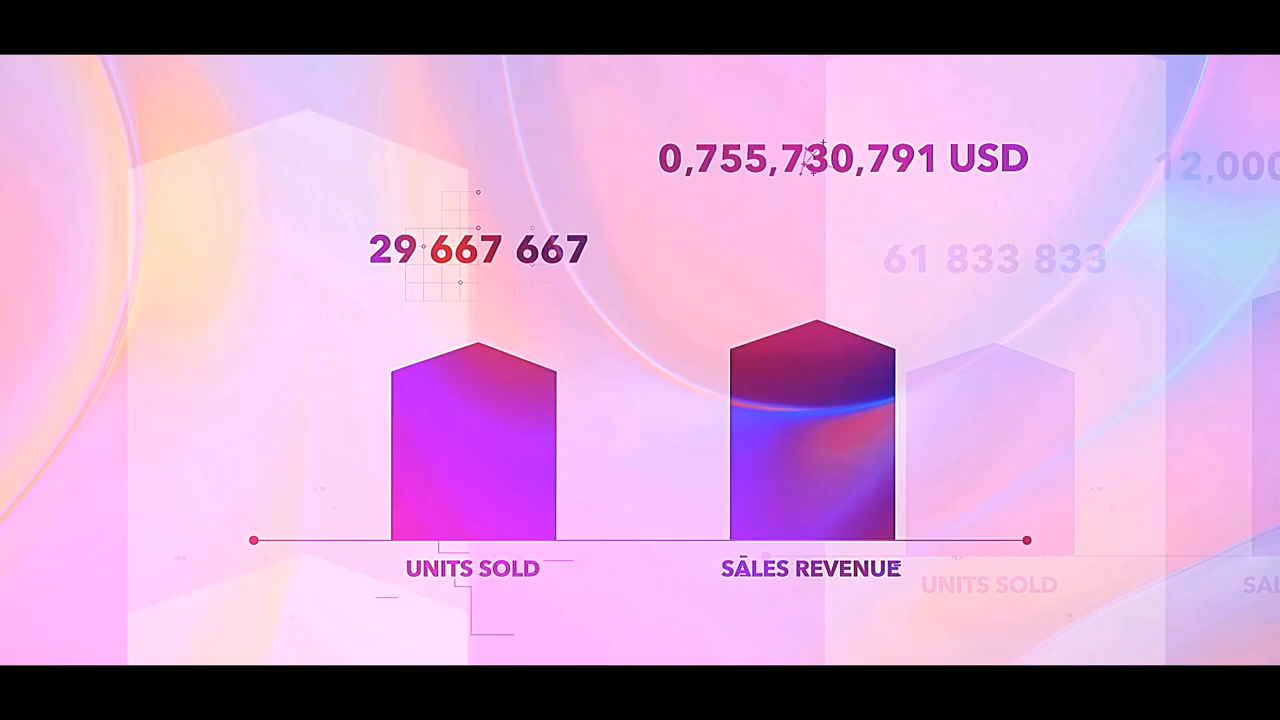 0,755,730,791 USD
12,000
29 667 667
61 833 833
UNITS SOLD
SALES REVENUE
UNITS SOLD
SAL